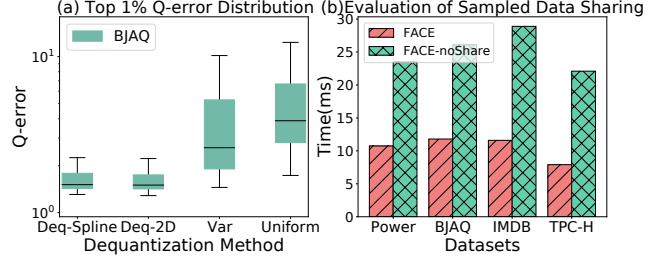 (a) Top 1% Q-error Distribution
BJAQ
10¹
10⁰
Q-error
Deq-Spline Deq-2D Var Uniform
Dequantization Method
(b)Evaluation of Sampled Data Sharing
FACE
FACE-noShare
30
25
20
15
10
5
0
Time(ms)
Power BJAQ IMDB TPC-H
Datasets